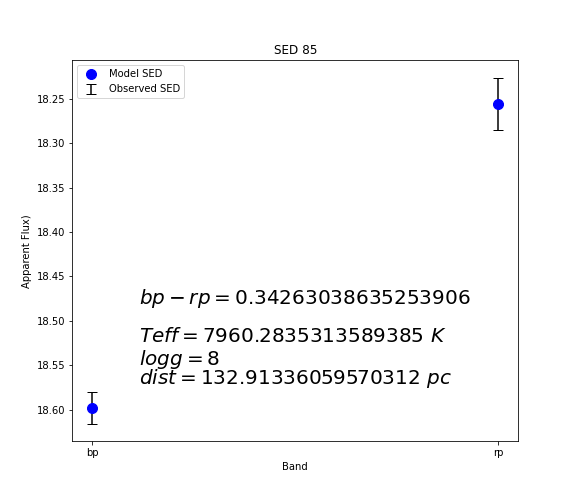 SED 85
Model SED
Observed SED
18.25
18.30
18.35
18.40
18.45
18.50
18.55
18.60
Apparent Flux)
bp − rp = 0.34263038635253906
Teff = 7960.2835313589385 K
logg = 8
dist = 132.91336059570312 pc
bp
rp
Band